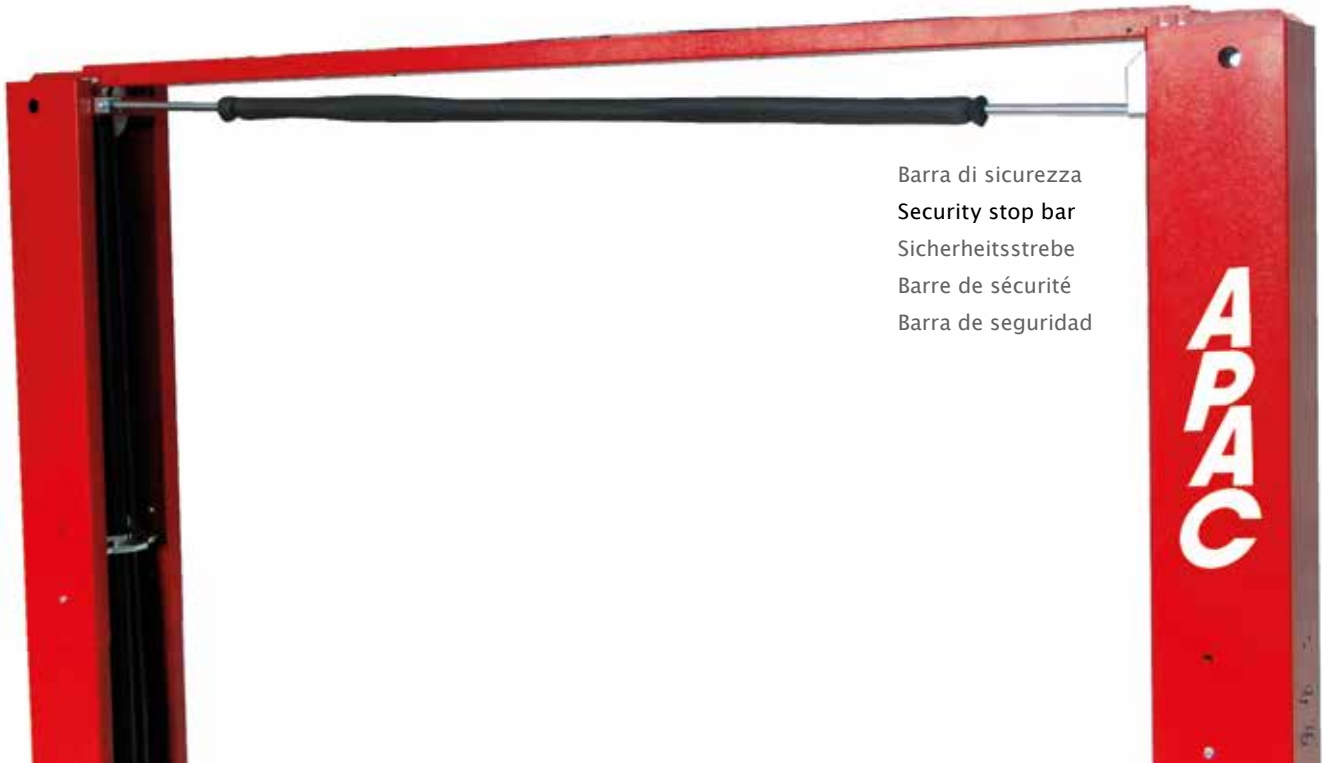 Barra di sicurezza
Security stop bar
Sicherheitsstrebe
Barre de sécurité
Barra de seguridad
APAC